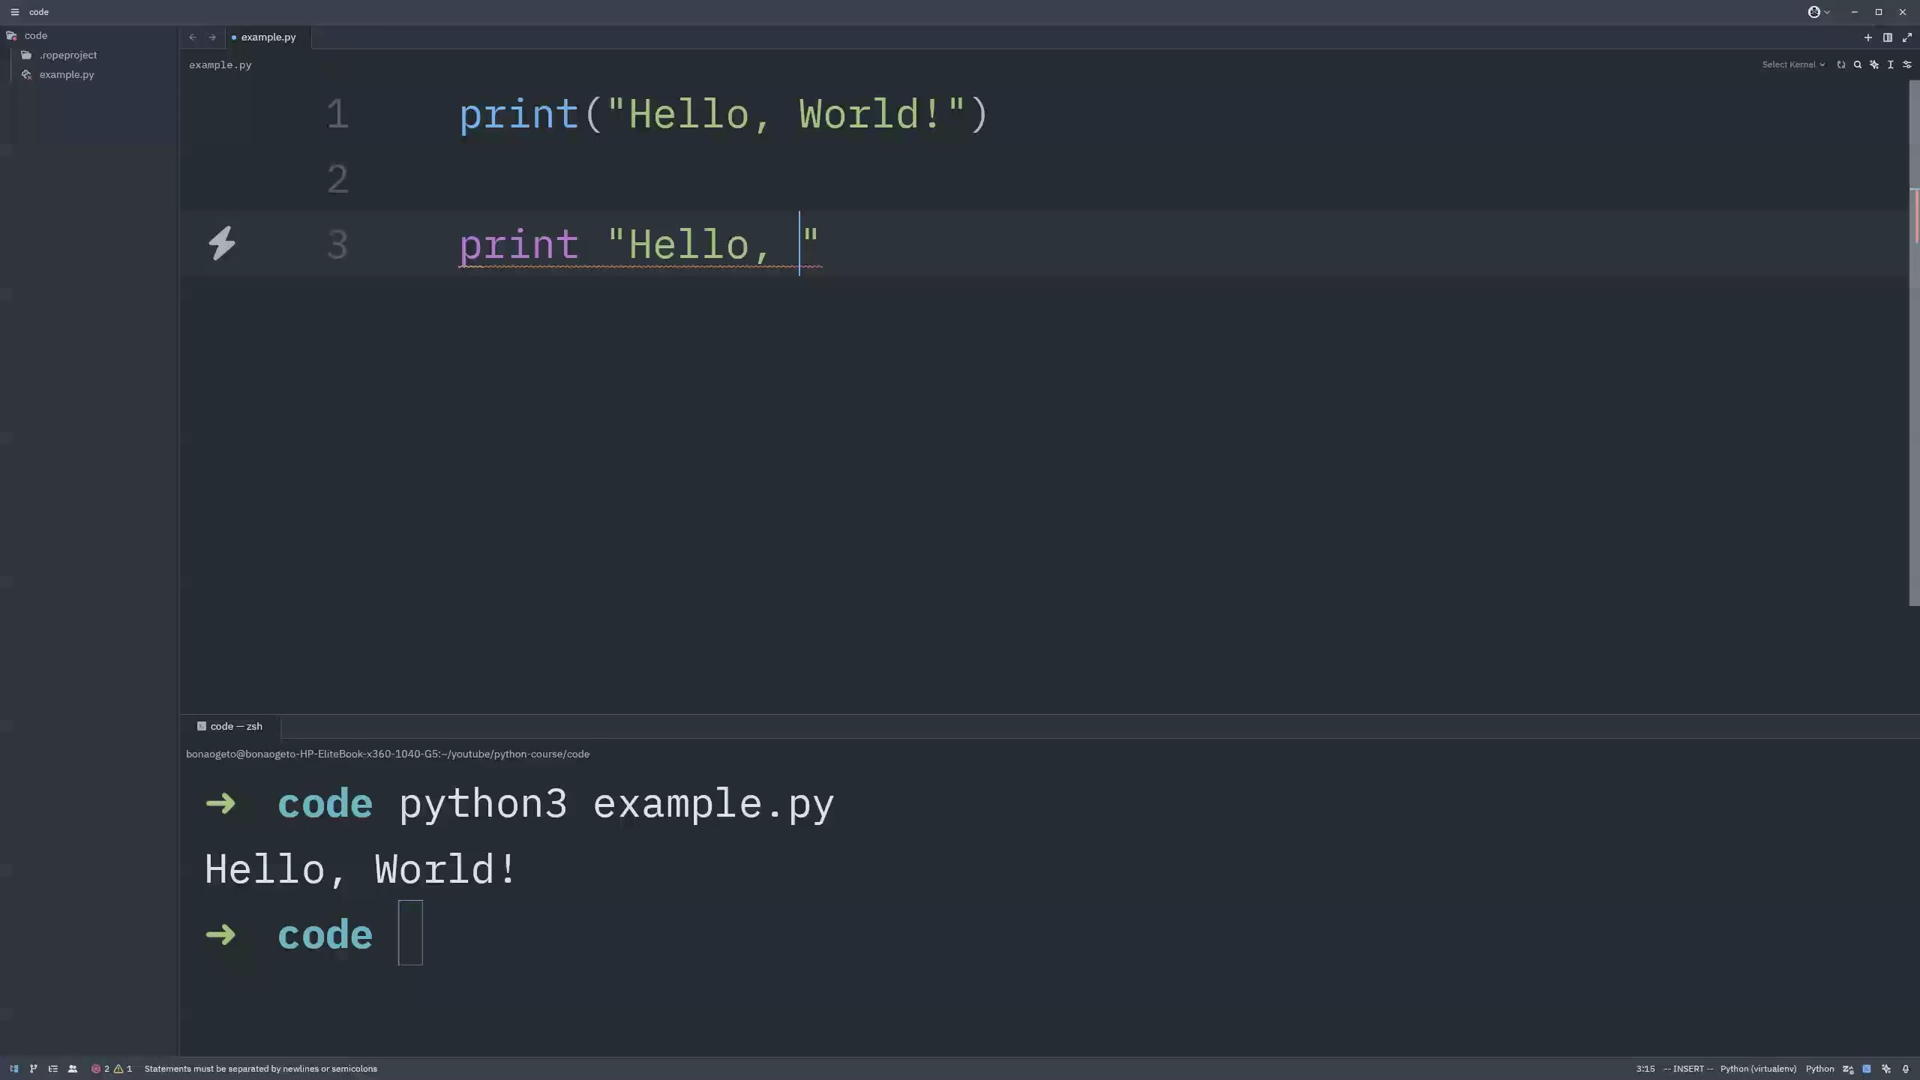 code
code
.ropeproject
example.py
example.py
example.py
Select Kernel
1 print("Hello, World!")
2
3 print "Hello, "
code — zsh
bonaogeto@bonaogeto-HP-EliteBook-x360-1040-G5:~/youtube/python-course/code
➜ code python3 example.py
Hello, World!
➜ code
2 1 Statements must be separated by newlines or semicolons
3:15 -- INSERT -- Python (virtualenv) Python